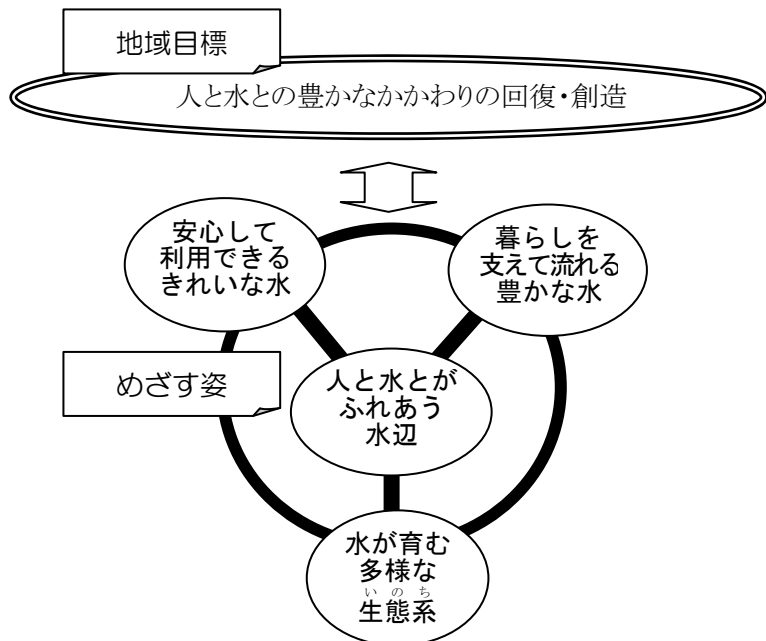 地域目標
人と水との豊かなかかわりの回復・創造
安心して
利用できる
きれいな水
暮らしを
支えて流れる
豊かな水
めざす姿
人と水とが
ふれあう
水辺
水が育む
多様な
いのち
生態系